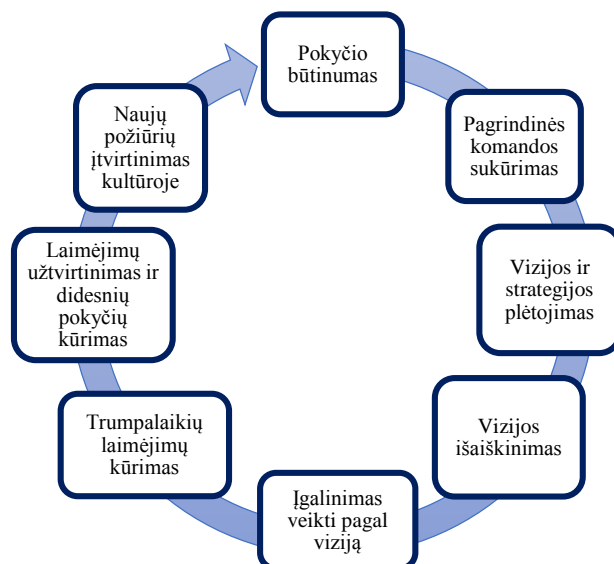 Pokyčio
būtinumas
Pagrindinės
komandos
sukūrimas
Vizijos ir
strategijos
plėtojimas
Vizijos
išaiškinimas
Įgalinimas
veikti pagal
viziją
Trumpalaikių
laimėjimų
kūrimas
Laimėjimų
užtvirtinimas ir
didesnių
pokyčių
kūrimas
Naujų
požiūrių
įtvirtinimas
kultūroje